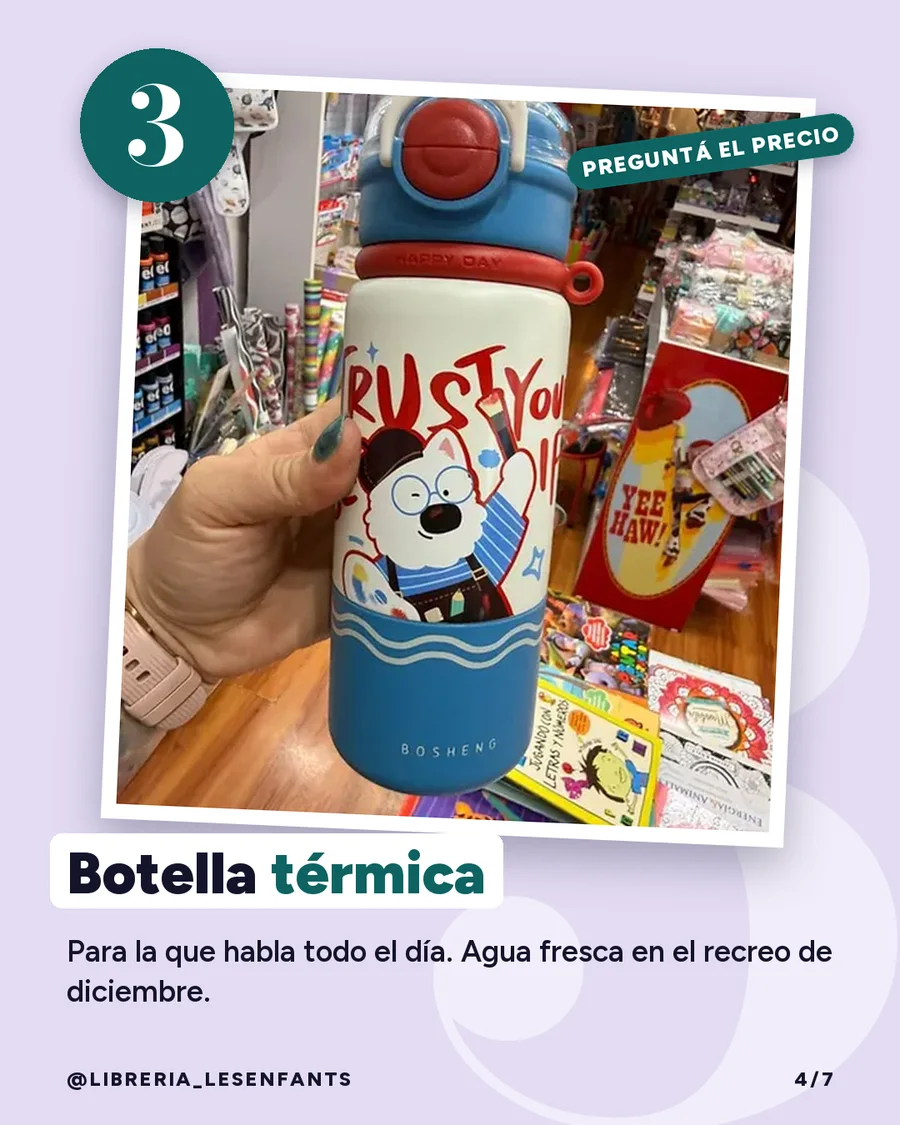 3
PREGUNTÁ EL PRECIO
HAPPY DAY
TRUST YOU
BOSHENG
YEE
HAW!
JUGANDO CON
LETRAS Y NÚMEROS
Botella térmica
Para la que habla todo el día. Agua fresca en el recreo de
diciembre.
@LIBRERIA_LESENFANTS
4/7